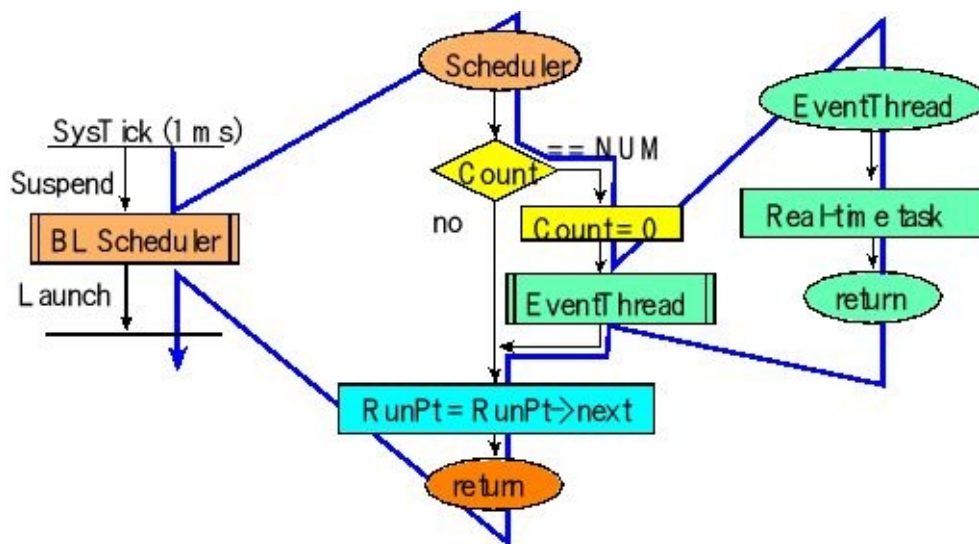 SysTick (1ms)
Suspend
BL Scheduler
Launch
Scheduler
Count
== NUM
no
Count = 0
EventThread
RunPt = RunPt->next
return
EventThread
Real-time task
return